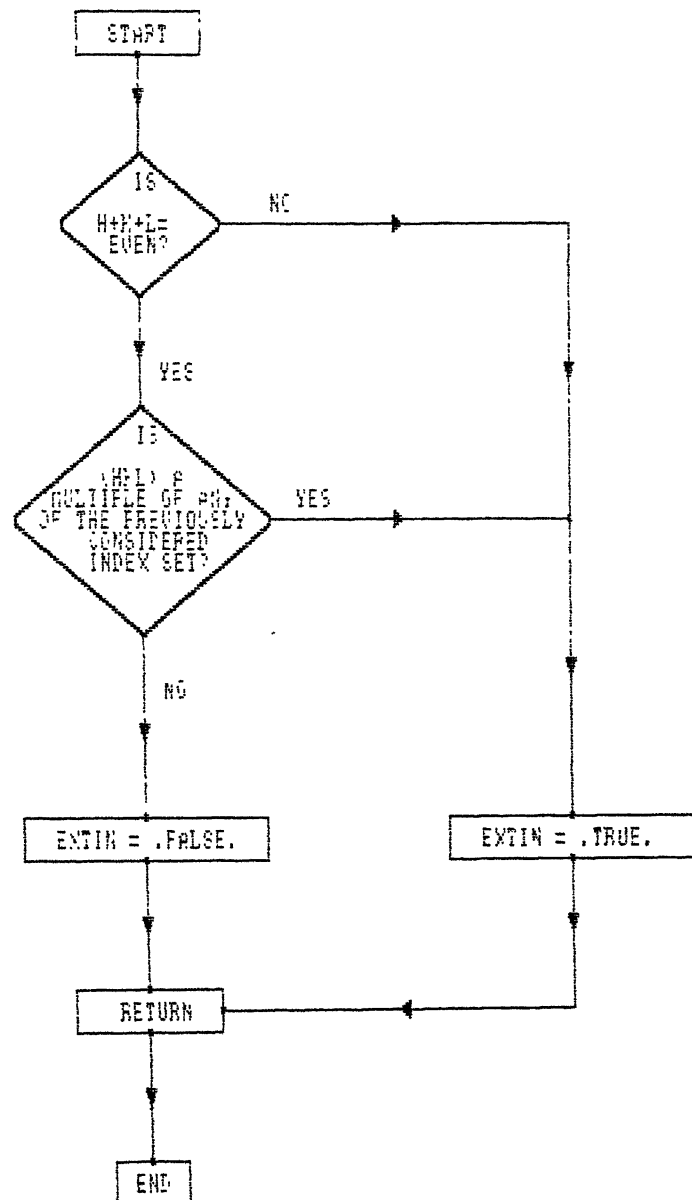 START
IS
H+K+L=
EVEN?
NO
YES
IS
(HKL) A
MULTIPLE OF ANY
OF THE PREVIOUSLY
CONSIDERED
INDEX SET?
YES
NO
EXTIN = .FALSE.
EXTIN = .TRUE.
RETURN
END